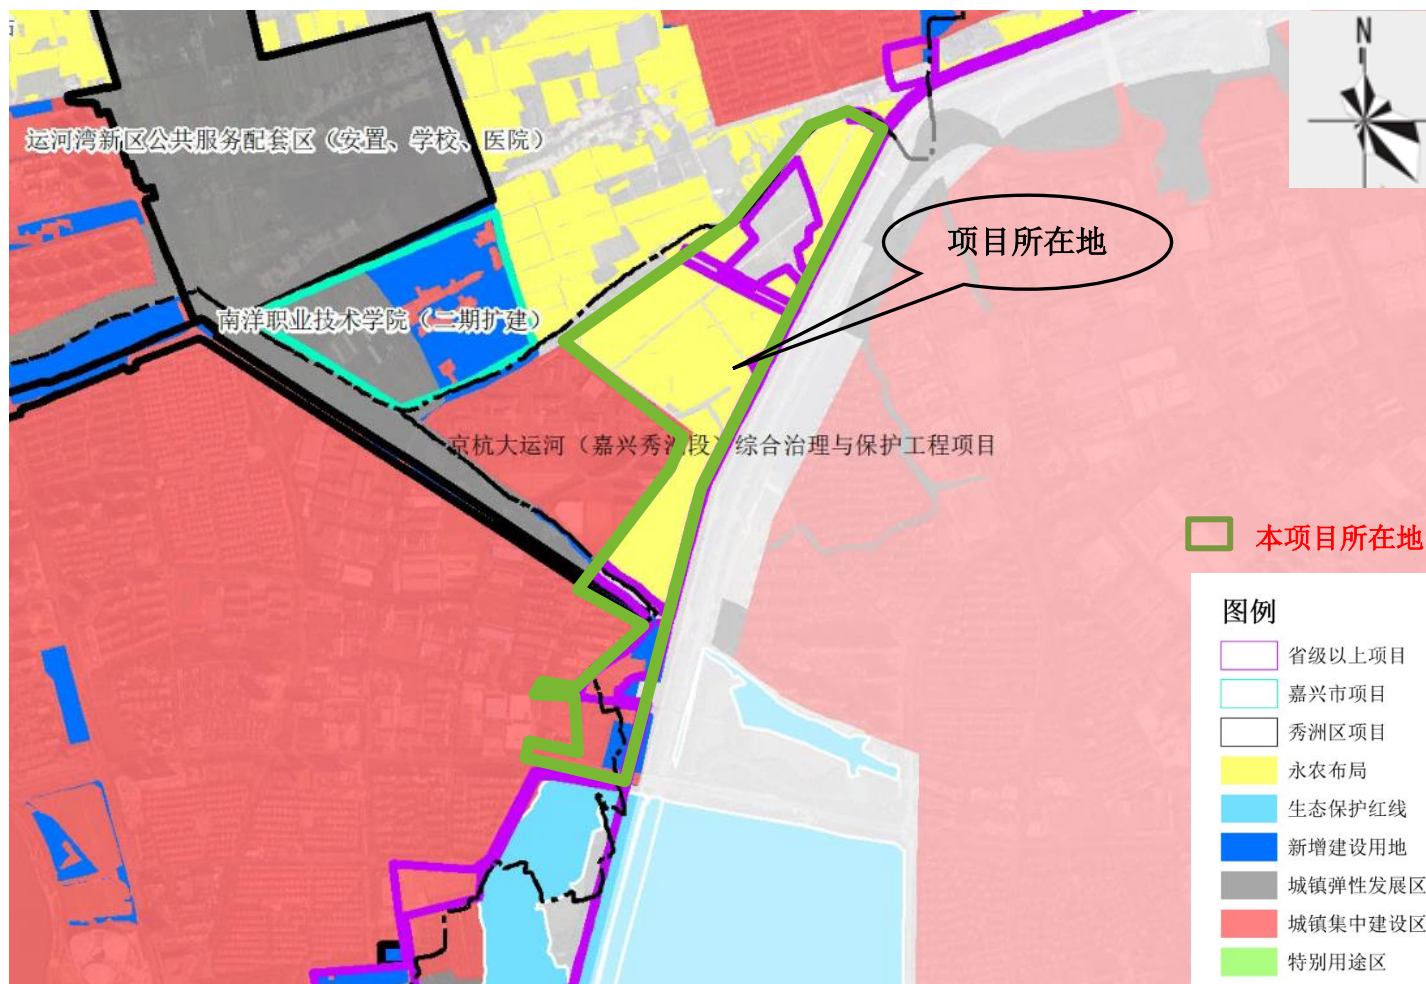 N
运河湾新区公共服务配套区（安置、学校、医院）
项目所在地
南洋职业技术学院（二期扩建）
京杭大运河（嘉兴秀洲段）综合治理与保护工程项目
本项目所在地
图例
省级以上项目
嘉兴市项目
秀洲区项目
永农布局
生态保护红线
新增建设用地
城镇弹性发展区
城镇集中建设区
特别用途区